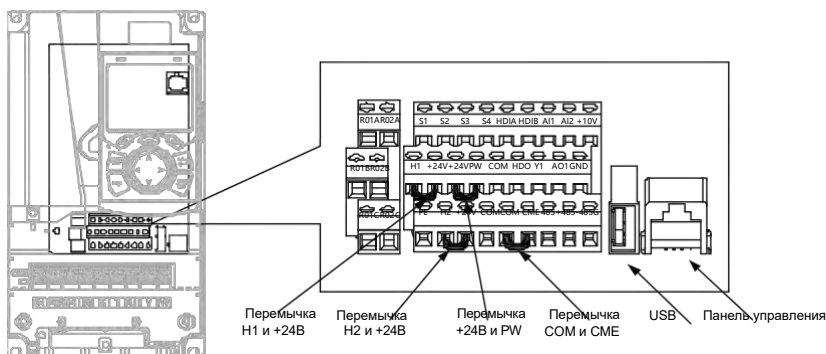 R01A R02A
S1 S2 S3 S4 HDIA HDIB AI1 AI2 +10V
R01B R02B
H1 +24V +24V PW COM HDO Y1 AO1 GND
R01C R02C
PE H2 +24V COM COM CME 485+ 485- 485G
Перемычка
H1 и +24В
Перемычка
H2 и +24В
Перемычка
+24В и PW
Перемычка
COM и CME
USB
Панель управления